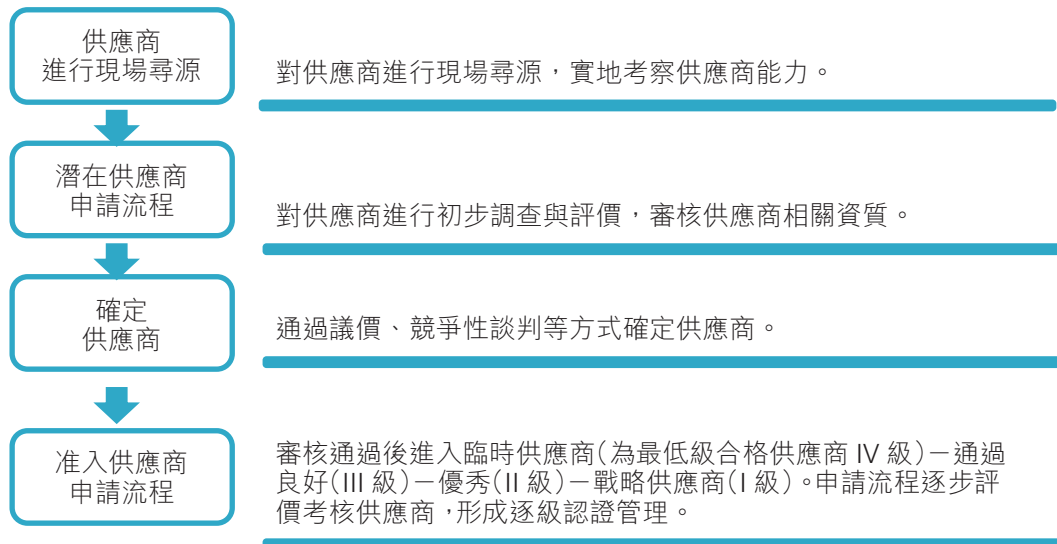 供應商
進行現場尋源
對供應商進行現場尋源，實地考察供應商能力。
潛在供應商
申請流程
對供應商進行初步調查與評價，審核供應商相關資質。
確定
供應商
通過議價、競爭性談判等方式確定供應商。
准入供應商
申請流程
審核通過後進入臨時供應商（為最低級合格供應商 IV 級）－通過
良好（III 級）－優秀（II 級）－戰略供應商（I 級）。申請流程逐步評
價考核供應商，形成逐級認證管理。